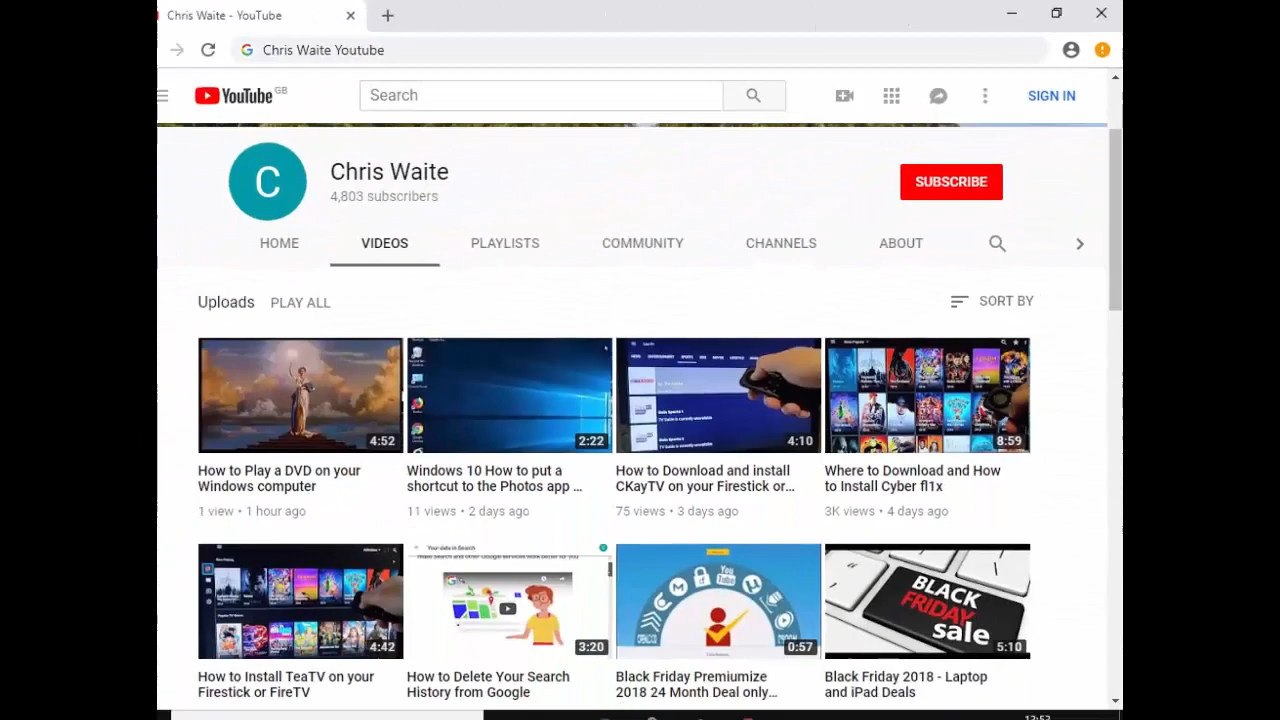 Chris Waite - YouTube
Chris Waite Youtube
YouTube GB
Search
SIGN IN
Chris Waite
4,803 subscribers
SUBSCRIBE
HOME
VIDEOS
PLAYLISTS
COMMUNITY
CHANNELS
ABOUT
Uploads
PLAY ALL
SORT BY
4:52
2:22
4:10
8:59
How to Play a DVD on your
Windows computer
1 view • 1 hour ago
Windows 10 How to put a
shortcut to the Photos app ...
11 views • 2 days ago
How to Download and install
CKayTV on your Firestick or...
75 views • 3 days ago
Where to Download and How
to Install Cyber fl1x
3K views • 4 days ago
4:42
Your data in Search
3:20
You
Tube
0:57
BLACK
FRIDAY
sale
5:10
How to Install TeaTV on your
Firestick or FireTV
How to Delete Your Search
History from Google
Black Friday Premiumize
2018 24 Month Deal only...
Black Friday 2018 - Laptop
and iPad Deals